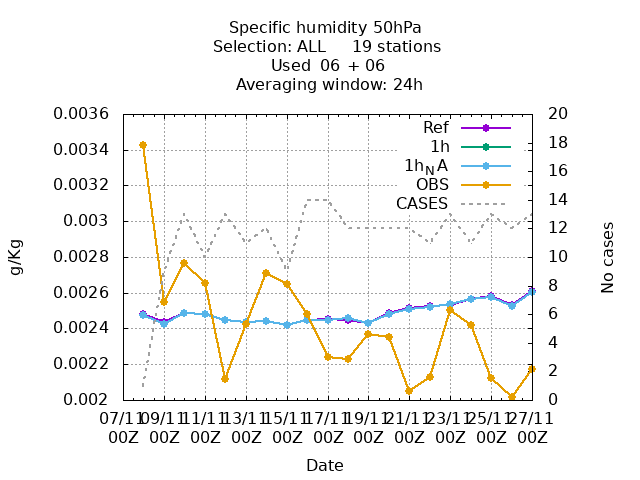 Specific humidity 50hPa
Selection: ALL 19 stations
Used 06 + 06
Averaging window: 24h
0.0036
0.0034
0.0032
0.003
0.0028
0.0026
0.0024
0.0022
0.002
20
18
16
14
12
10
8
6
4
2
0
g/Kg
No cases
Ref
1h
1hNA
OBS
CASES
07/11 09/11 11/11 13/11 15/11 17/11 19/11 21/11 23/11 25/11 27/11
00Z 00Z 00Z 00Z 00Z 00Z 00Z 00Z 00Z 00Z 00Z
Date